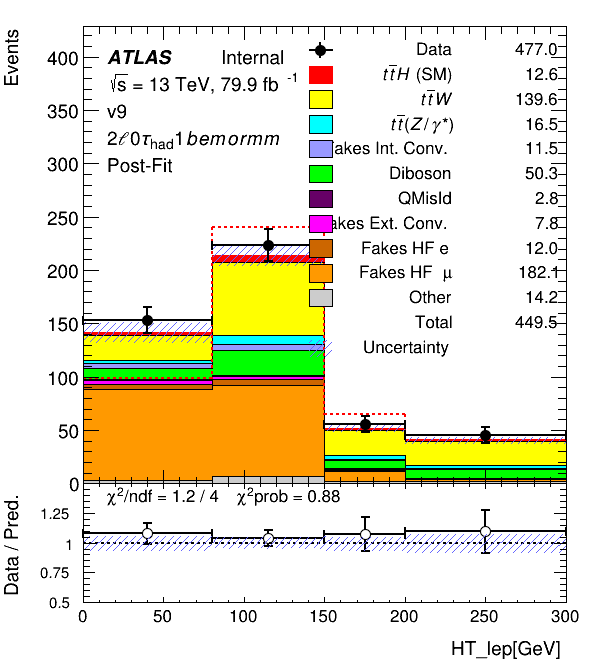 Events
400
350
300
250
200
150
100
50
0
ATLAS Internal
√s = 13 TeV, 79.9 fb⁻¹
v9
2ℓ0τhad1bemormm
Post-Fit
Data 477.0
tt̄H (SM) 12.6
tt̄W 139.6
tt̄(Z/γ*) 16.5
akes Int. Conv. 11.5
Diboson 50.3
QMisId 2.8
akes Ext. Conv. 7.8
Fakes HF e 12.0
Fakes HF μ 182.1
Other 14.2
Total 449.5
Uncertainty
χ²/ndf = 1.2 / 4 χ²prob = 0.88
Data / Pred.
1.25
1
0.75
0.5
0 50 100 150 200 250 300
HT_lep[GeV]